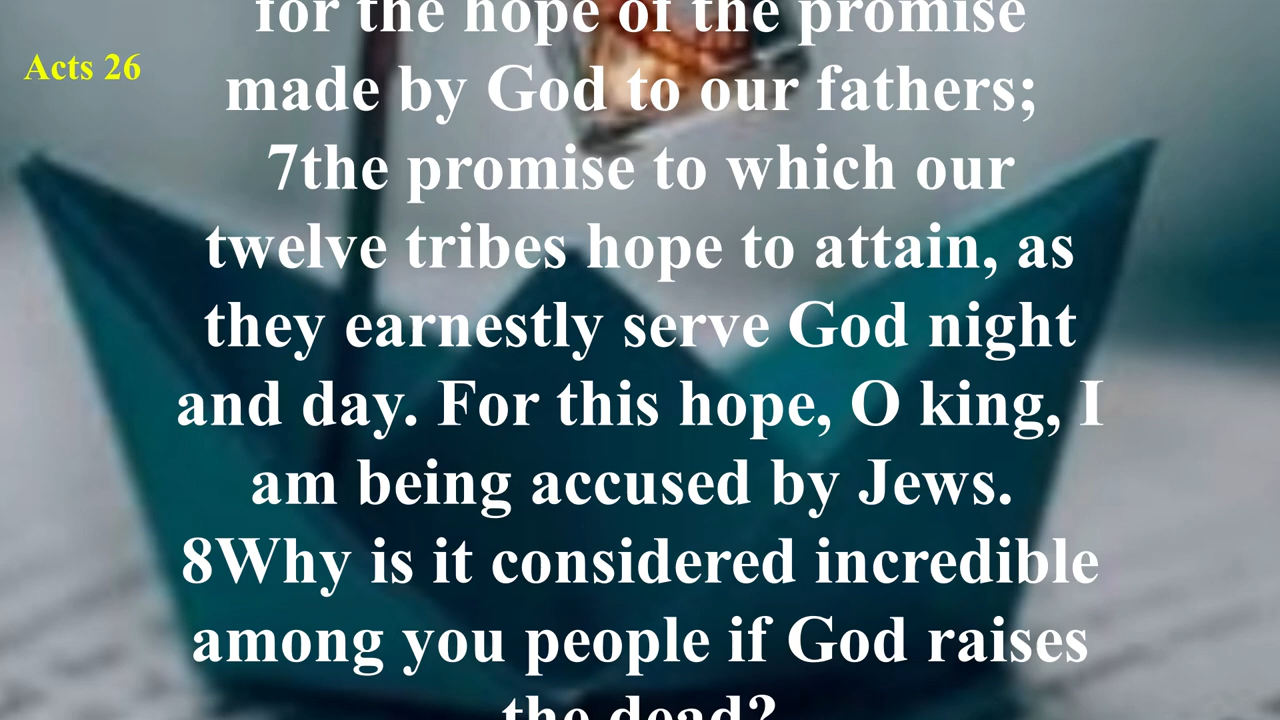 for the hope of the promise
Acts 26
made by God to our fathers;
7the promise to which our
twelve tribes hope to attain, as
they earnestly serve God night
and day. For this hope, O king, I
am being accused by Jews.
8Why is it considered incredible
among you people if God raises
the dead?